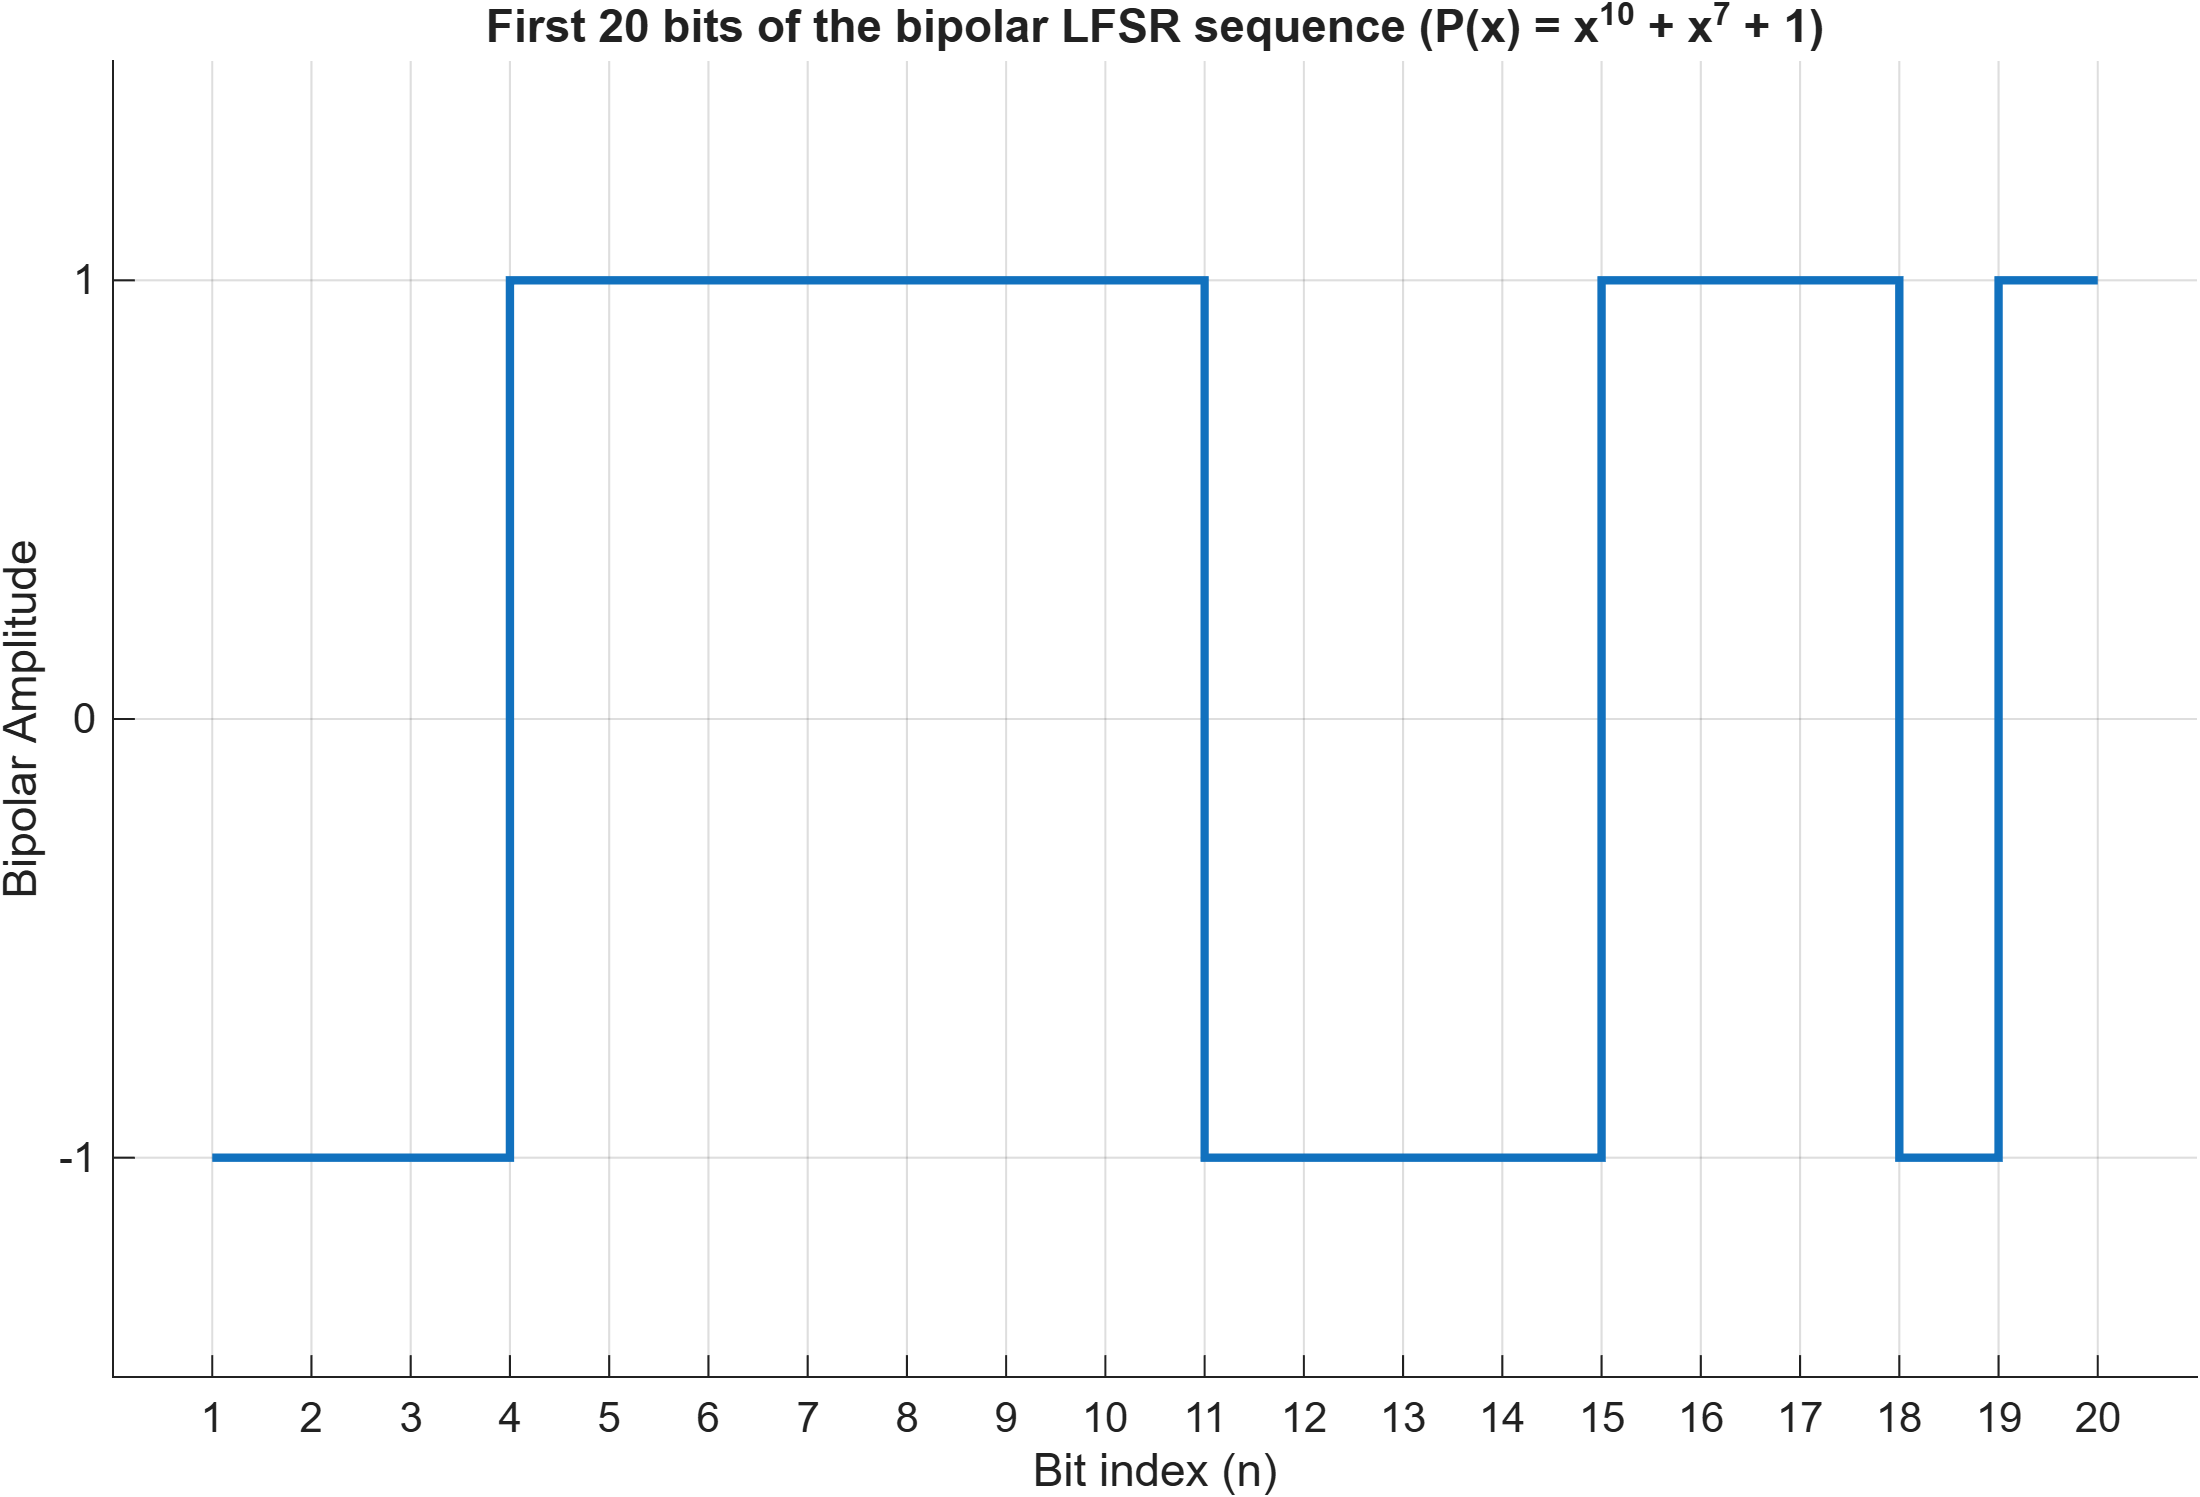 First 20 bits of the bipolar LFSR sequence (P(x) = x¹⁰ + x⁷ + 1)
Bipolar Amplitude
1
0
-1
1 2 3 4 5 6 7 8 9 10 11 12 13 14 15 16 17 18 19 20
Bit index (n)